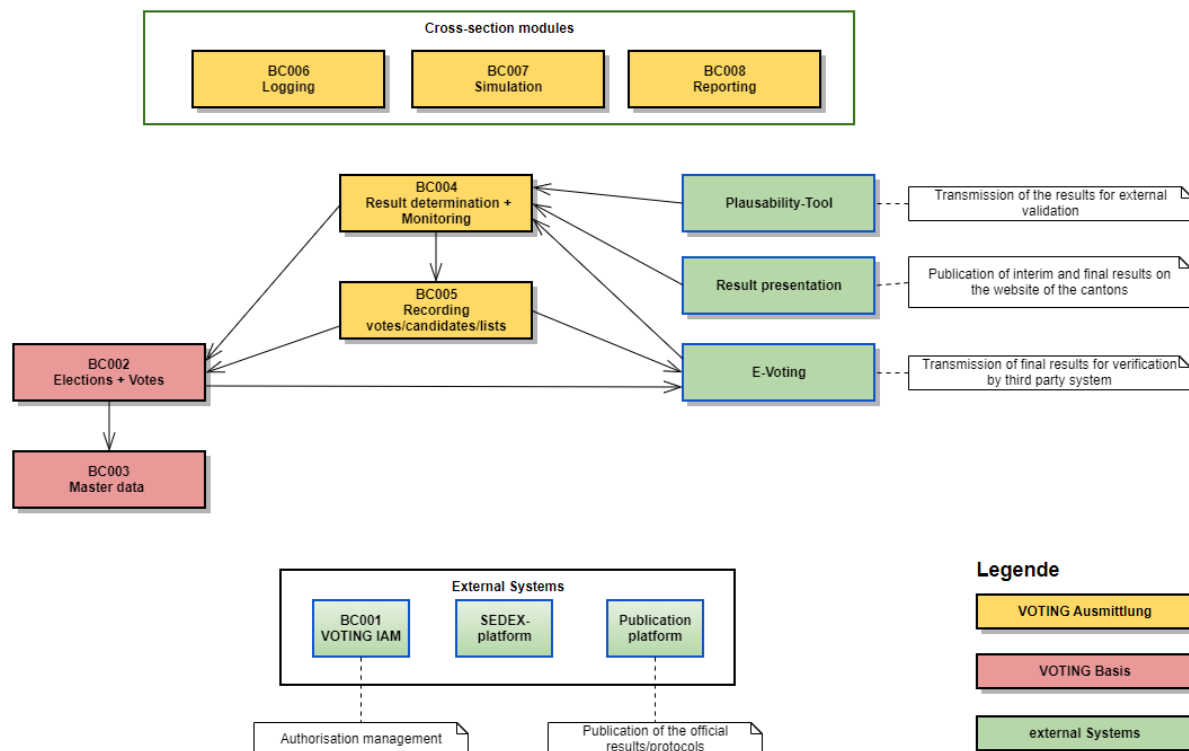 Cross-section modules
BC006
Logging
BC007
Simulation
BC008
Reporting
BC004
Result determination +
Monitoring
Plausability-Tool
Transmission of the results for external
validation
BC005
Recording
votes/candidates/lists
Result presentation
Publication of interim and final results on
the website of the cantons
BC002
Elections + Votes
E-Voting
Transmission of final results for verification
by third party system
BC003
Master data
External Systems
BC001
VOTING IAM
SEDEX-
platform
Publication
platform
Authorisation management
Publication of the official
results/protocols
Legende
VOTING Ausmittlung
VOTING Basis
external Systems